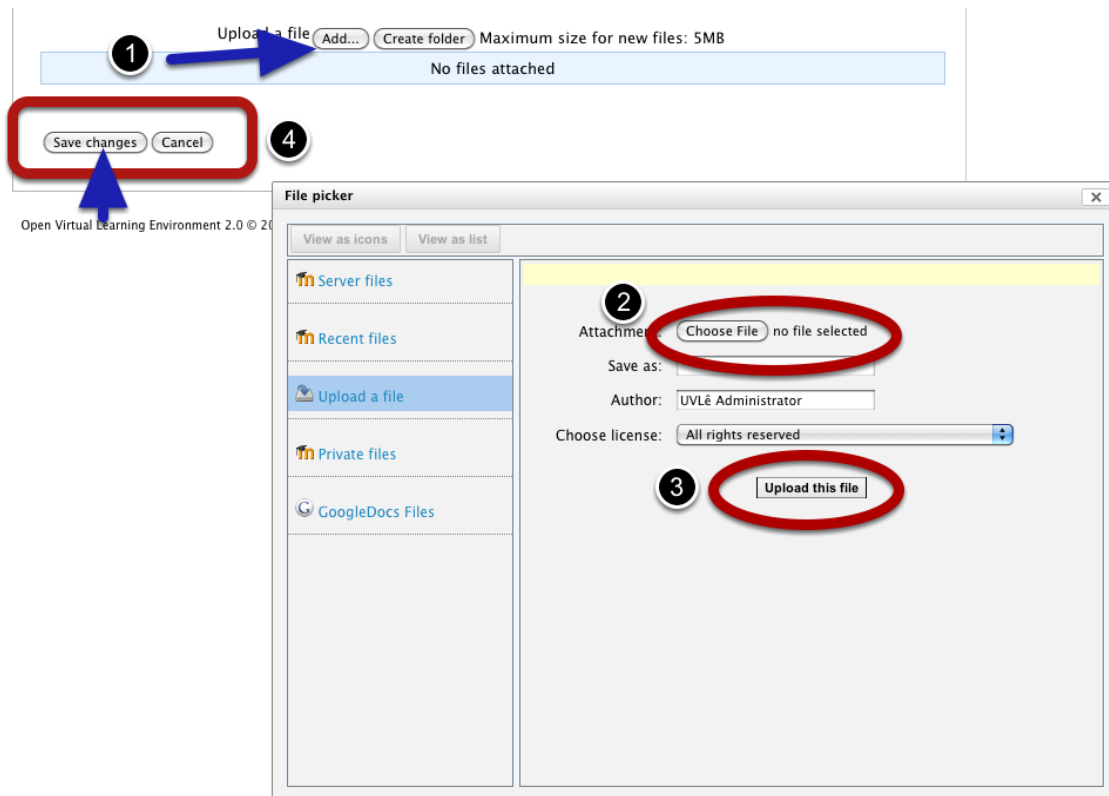 Upload a file Add... Create folder Maximum size for new files: 5MB
1
No files attached
Save changes Cancel
4
File picker
Open Virtual Learning Environment 2.0 © 20
View as icons View as list
Server files
Recent files
Upload a file
Private files
GoogleDocs Files
2
Attachment: Choose File no file selected
Save as:
Author: UVLê Administrator
Choose license: All rights reserved
3
Upload this file